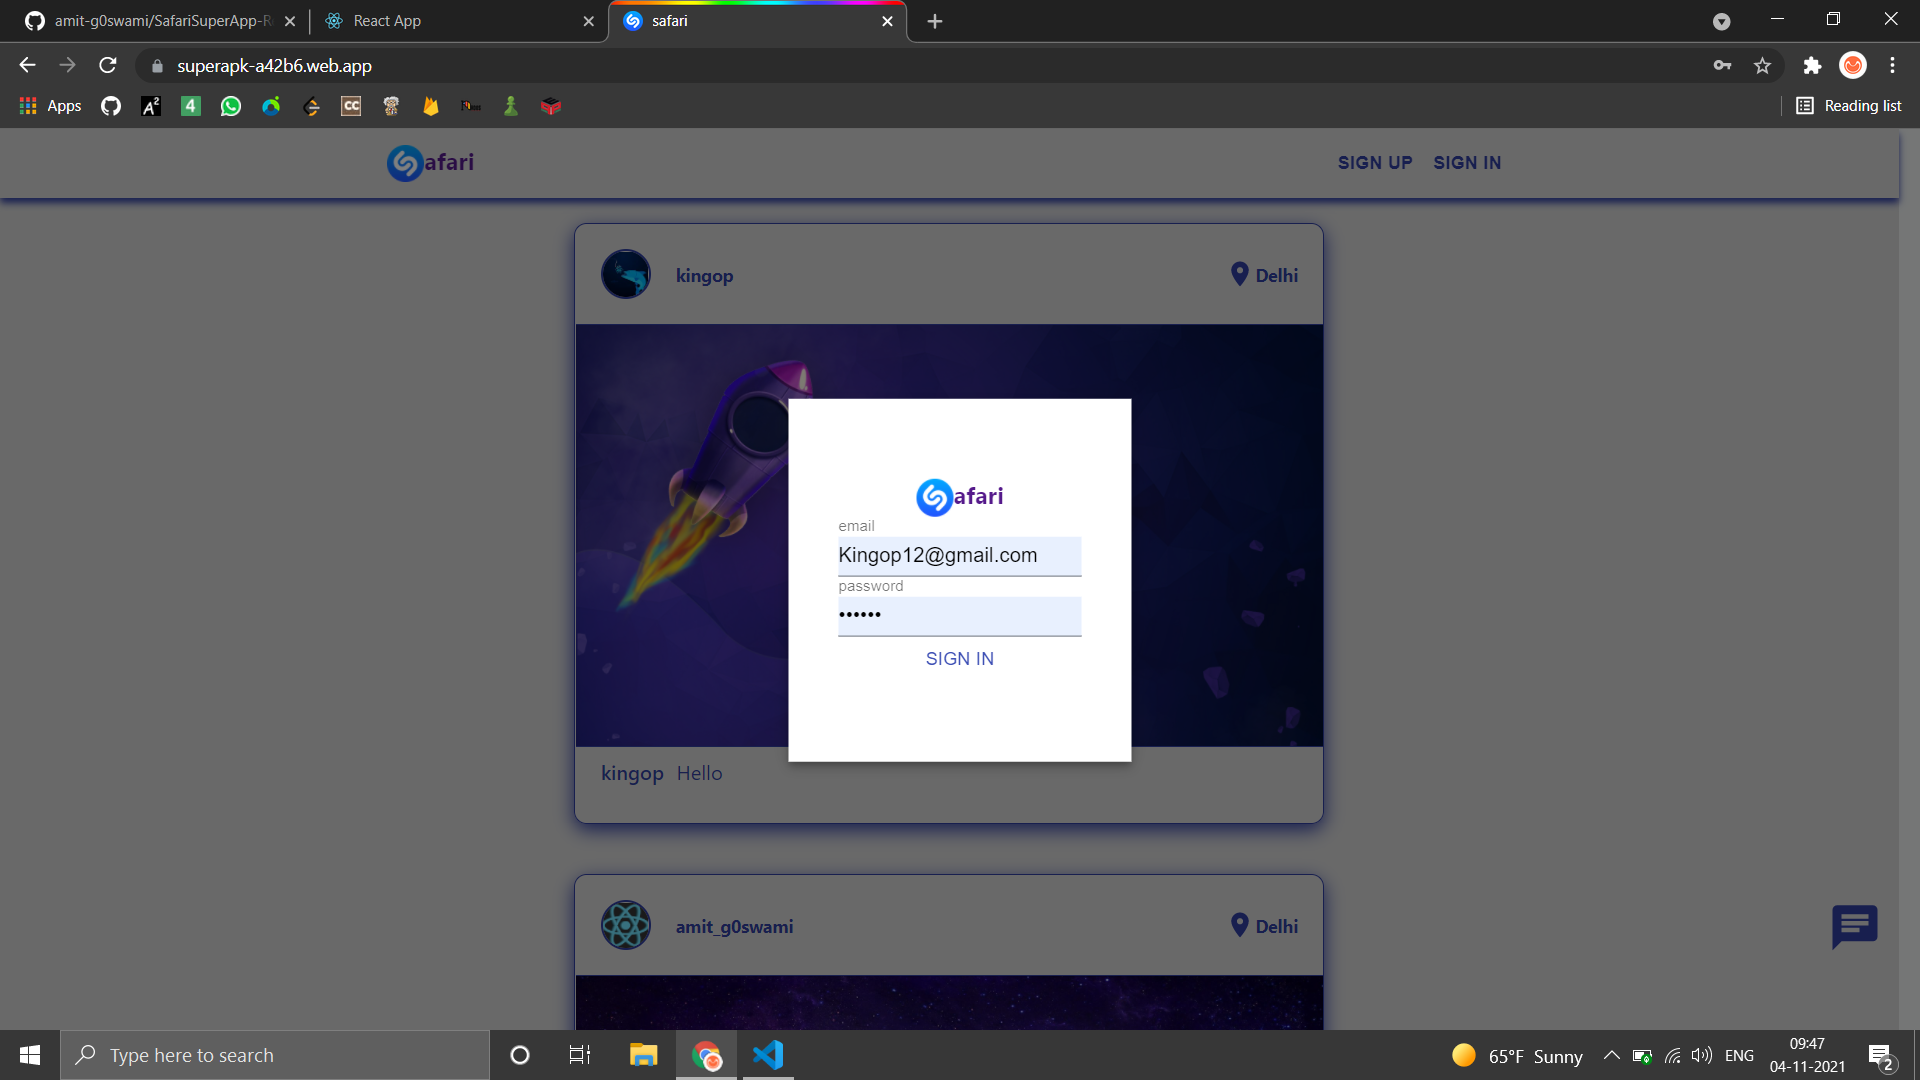 amit-g0swami/SafariSuperApp-R
React App
safari
superapk-a42b6.web.app
Apps
Reading list
afari
SIGN UP
SIGN IN
kingop
Delhi
afari
email
Kingop12@gmail.com
password
••••••
SIGN IN
kingop Hello
amit_g0swami
Delhi
Type here to search
65°F Sunny
ENG
09:47
04-11-2021
2